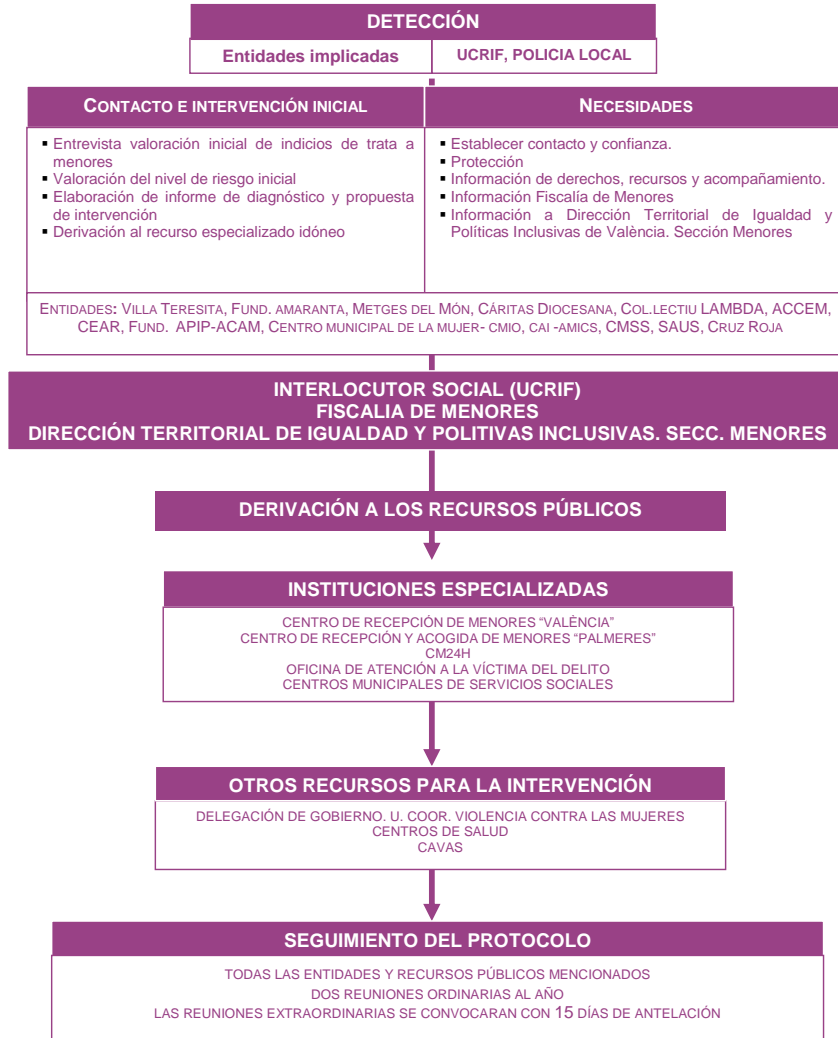 DETECCIÓN
Entidades implicadas
UCRIF, POLICIA LOCAL
CONTACTO E INTERVENCIÓN INICIAL
▪ Entrevista valoración inicial de indicios de trata a
menores
▪ Valoración del nivel de riesgo inicial
▪ Elaboración de informe de diagnóstico y propuesta
de intervención
▪ Derivación al recurso especializado idóneo
NECESIDADES
▪ Establecer contacto y confianza.
▪ Protección
▪ Información de derechos, recursos y acompañamiento.
▪ Información Fiscalía de Menores
▪ Información a Dirección Territorial de Igualdad y
Políticas Inclusivas de València. Sección Menores
ENTIDADES: VILLA TERESITA, FUND. AMARANTA, METGES DEL MÓN, CÁRITAS DIOCESANA, COL.LECTIU LAMBDA, ACCEM,
CEAR, FUND. APIP-ACAM, CENTRO MUNICIPAL DE LA MUJER- CMIO, CAI -AMICS, CMSS, SAUS, CRUZ ROJA
INTERLOCUTOR SOCIAL (UCRIF)
FISCALIA DE MENORES
DIRECCIÓN TERRITORIAL DE IGUALDAD Y POLITIVAS INCLUSIVAS. SECC. MENORES
DERIVACIÓN A LOS RECURSOS PÚBLICOS
INSTITUCIONES ESPECIALIZADAS
CENTRO DE RECEPCIÓN DE MENORES “VALÈNCIA”
CENTRO DE RECEPCIÓN Y ACOGIDA DE MENORES “PALMERES”
CM24H
OFICINA DE ATENCIÓN A LA VÍCTIMA DEL DELITO
CENTROS MUNICIPALES DE SERVICIOS SOCIALES
OTROS RECURSOS PARA LA INTERVENCIÓN
DELEGACIÓN DE GOBIERNO. U. COOR. VIOLENCIA CONTRA LAS MUJERES
CENTROS DE SALUD
CAVAS
SEGUIMIENTO DEL PROTOCOLO
TODAS LAS ENTIDADES Y RECURSOS PÚBLICOS MENCIONADOS
DOS REUNIONES ORDINARIAS AL AÑO
LAS REUNIONES EXTRAORDINARIAS SE CONVOCARAN CON 15 DÍAS DE ANTELACIÓN